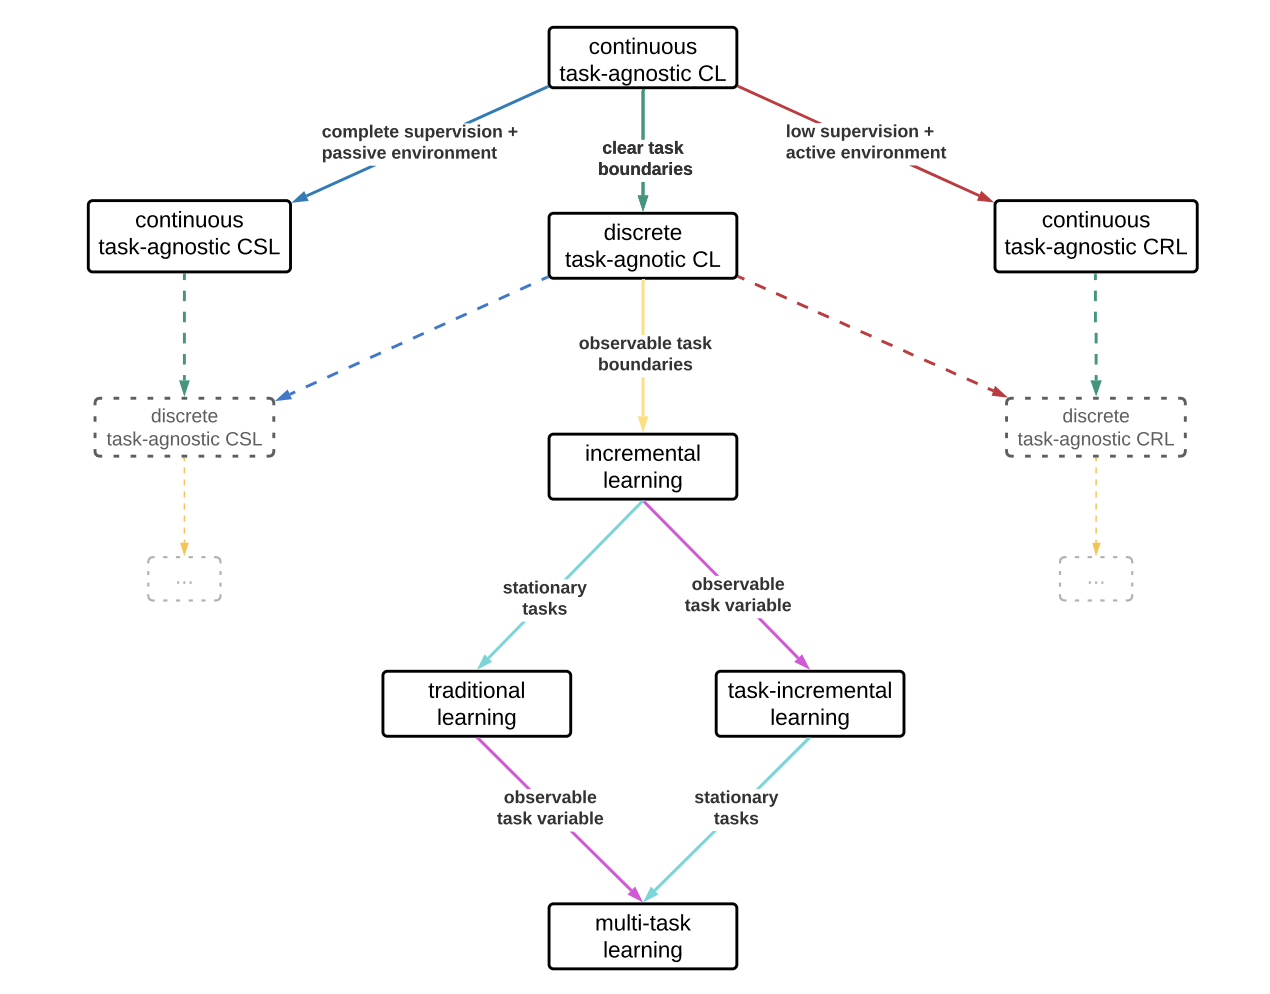 continuous
task-agnostic CL
complete supervision +
passive environment
clear task
boundaries
low supervision +
active environment
continuous
task-agnostic CSL
discrete
task-agnotic CL
continuous
task-agnostic CRL
observable task
boundaries
discrete
task-agnostic CSL
discrete
task-agnostic CRL
incremental
learning
...
...
stationary
tasks
observable
task variable
traditional
learning
task-incremental
learning
observable
task variable
stationary
tasks
multi-task
learning